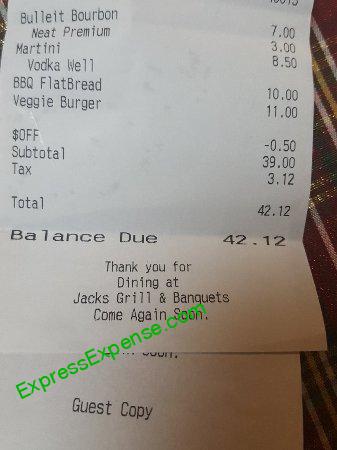 Bulleit Bourbon 7.00
Neat Premium 3.00
Martini 8.50
Vodka Well
BBQ FlatBread 10.00
Veggie Burger 11.00
$OFF -0.50
Subtotal 39.00
Tax 3.12
Total 42.12
Balance Due 42.12
Thank you for
Dining at
Jacks Grill & Banquets
Come Again Soon.
ExpressExpense.com
Soon.
Guest Copy